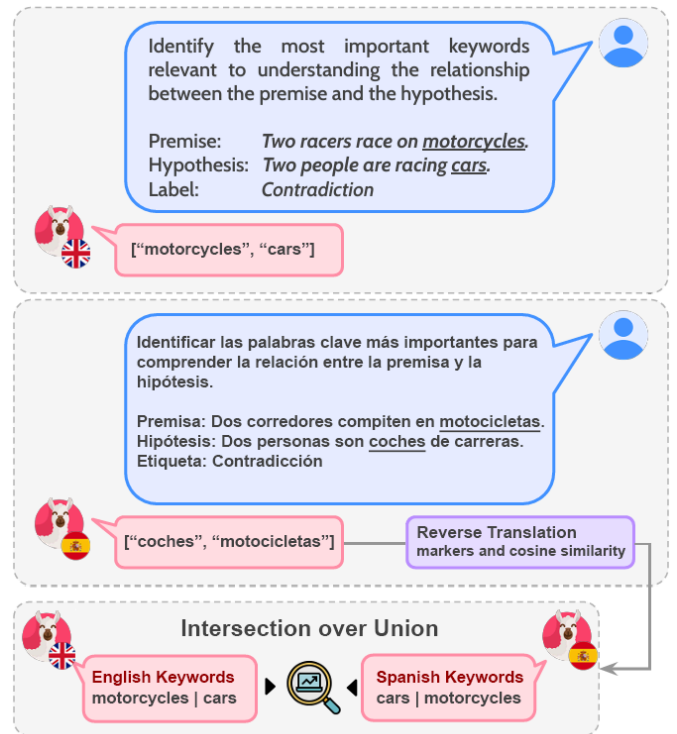 Identify the most important keywords
relevant to understanding the relationship
between the premise and the hypothesis.
Premise: Two racers race on motorcycles.
Hypothesis: Two people are racing cars.
Label: Contradiction
[“motorcycles”, “cars”]
Identificar las palabras clave más importantes para
comprender la relación entre la premisa y la
hipótesis.
Premisa: Dos corredores compiten en motocicletas.
Hipótesis: Dos personas son coches de carreras.
Etiqueta: Contradicción
[“coches”, “motocicletas”]
Reverse Translation
markers and cosine similarity
Intersection over Union
English Keywords
motorcycles | cars
Spanish Keywords
cars | motorcycles